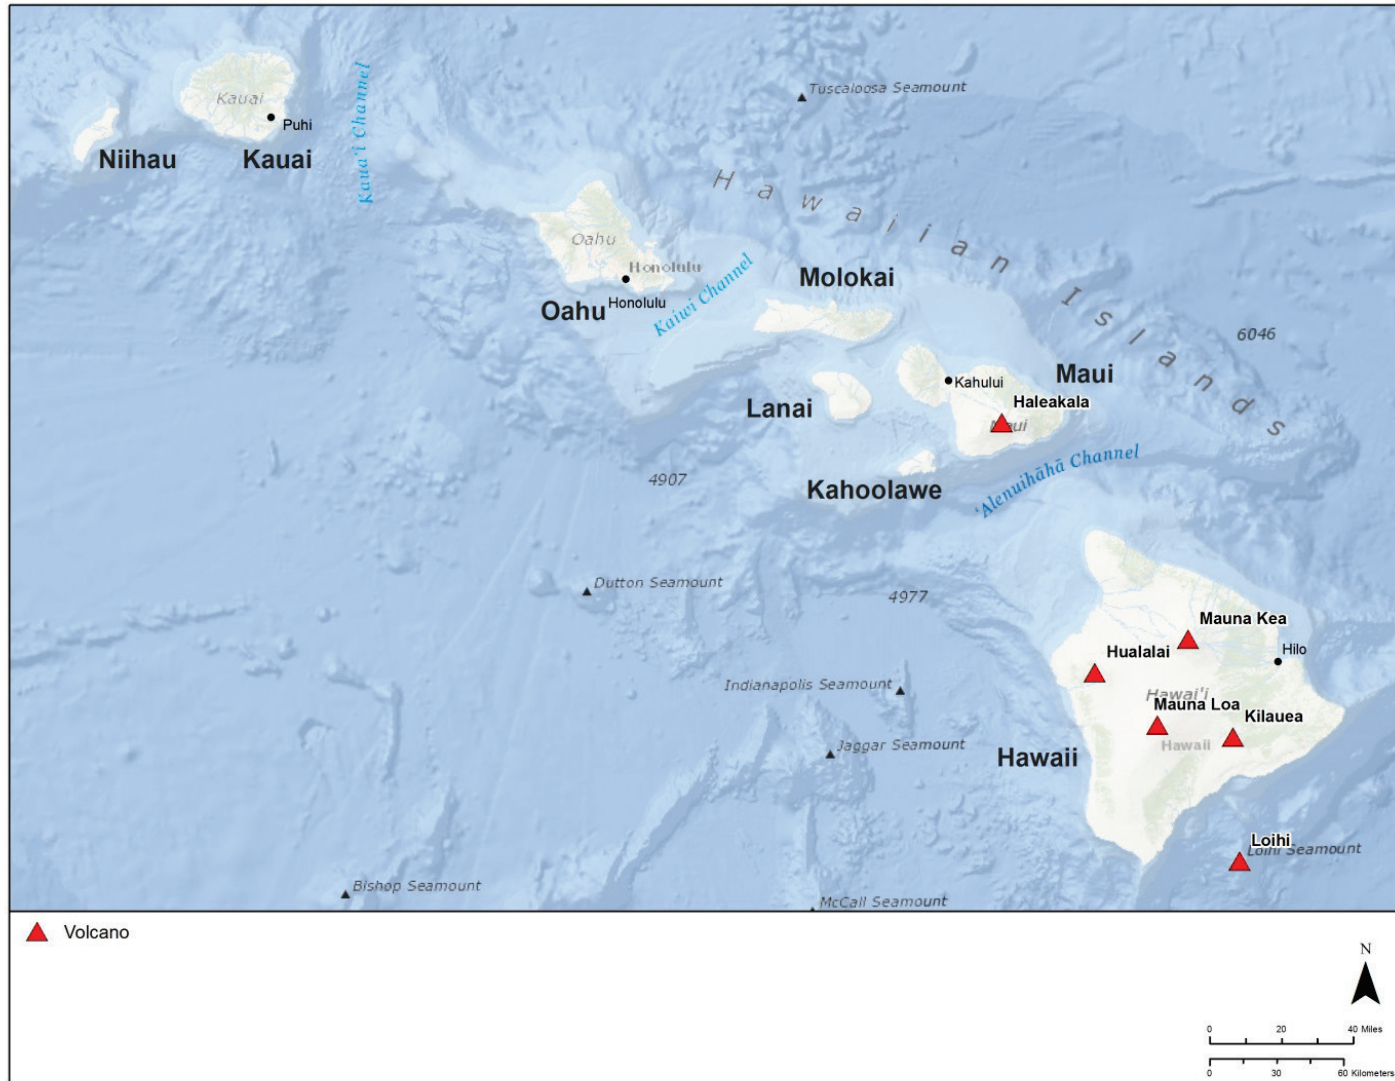 Tuscaloosa Seamount
Kauai
Puhi
Kaua'i Channel
Niihau
Kauai
Hawaiian Islands
Oahu
Honolulu
Honolulu
Oahu
Kaiwi Channel
Molokai
6046
Maui
Kahului
Lanai
Haleakala
Maui
'Alenuihāhā Channel
4907
Kahoolawe
Dutton Seamount
4977
Mauna Kea
Hilo
Hualalai
Indianapolis Seamount
Hawai'i
Mauna Loa
Kilauea
Jaggar Seamount
Hawaii
Hawaii
Loihi
Loihi Seamount
Bishop Seamount
McCall Seamount
Volcano
N
0 20 40 Miles
0 30 60 Kilometers